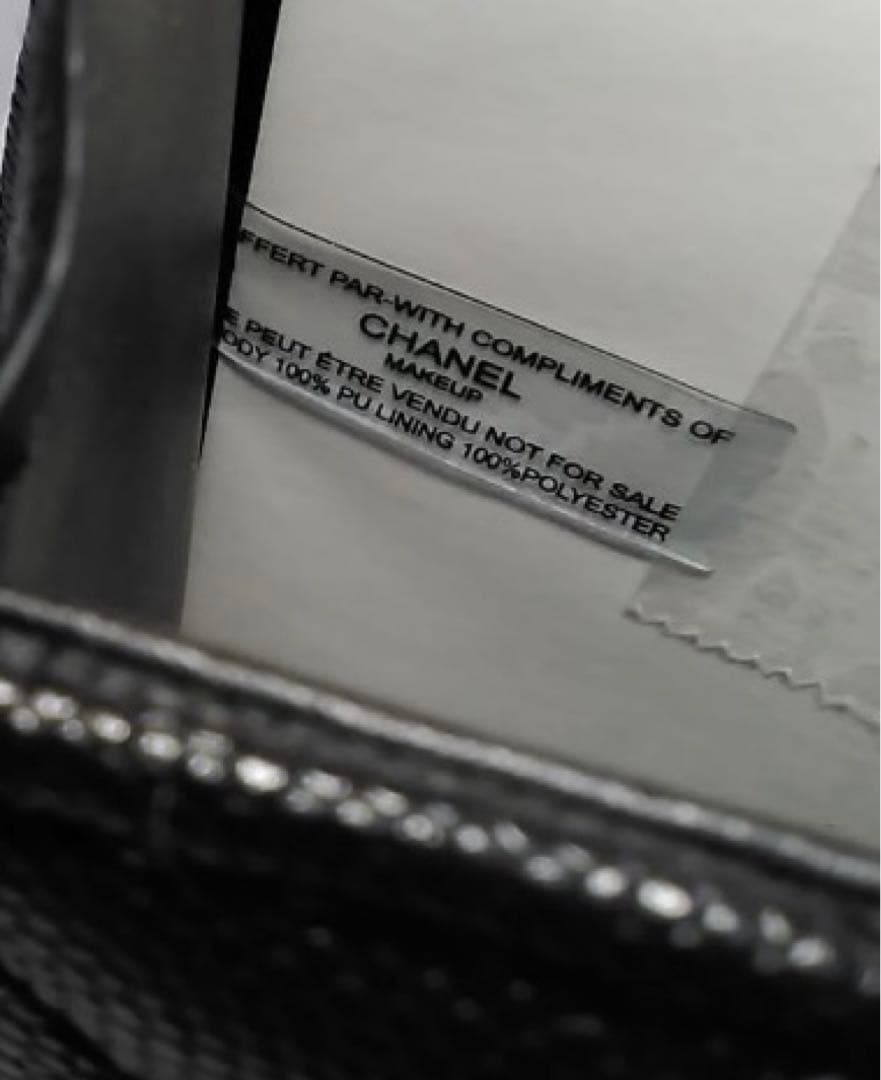 FFERT PAR-WITH COMPLIMENTS OF
CHANEL
MAKEUP
E PEUT ÊTRE VENDU NOT FOR SALE
ODY 100% PU LINING 100%POLYESTER